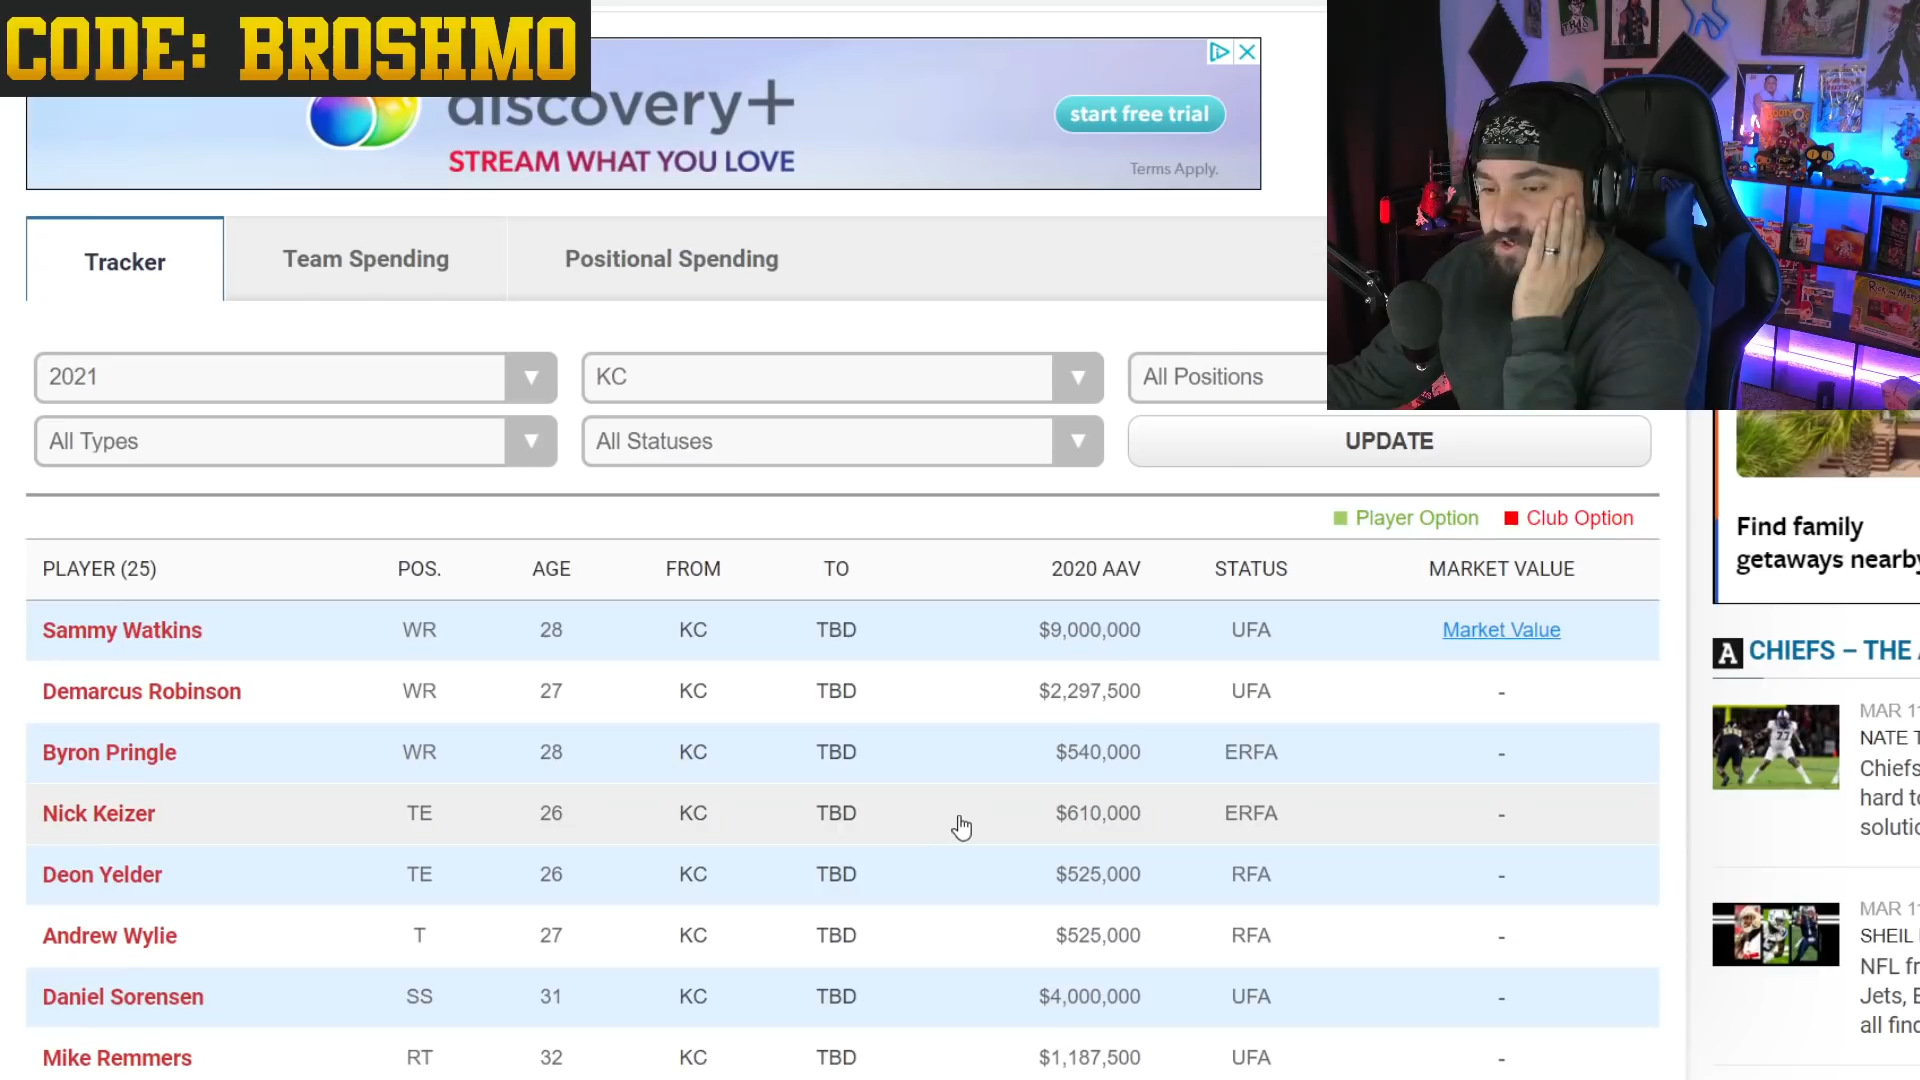 CODE: BROSHMO
discovery+
STREAM WHAT YOU LOVE
start free trial
Terms Apply.
Tracker
Team Spending
Positional Spending
2021
KC
All Positions
All Types
All Statuses
UPDATE
Player Option
Club Option
PLAYER (25) POS. AGE FROM TO 2020 AAV STATUS MARKET VALUE
Sammy Watkins WR 28 KC TBD $9,000,000 UFA Market Value
Demarcus Robinson WR 27 KC TBD $2,297,500 UFA -
Byron Pringle WR 28 KC TBD $540,000 ERFA -
Nick Keizer TE 26 KC TBD $610,000 ERFA -
Deon Yelder TE 26 KC TBD $525,000 RFA -
Andrew Wylie T 27 KC TBD $525,000 RFA -
Daniel Sorensen SS 31 KC TBD $4,000,000 UFA -
Mike Remmers RT 32 KC TBD $1,187,500 UFA -
Find family
getaways nearby
A CHIEFS – THE
MAR 11
NATE T
Chiefs
hard to
solutio
MAR 11
SHEIL
NFL fr
Jets,
all find